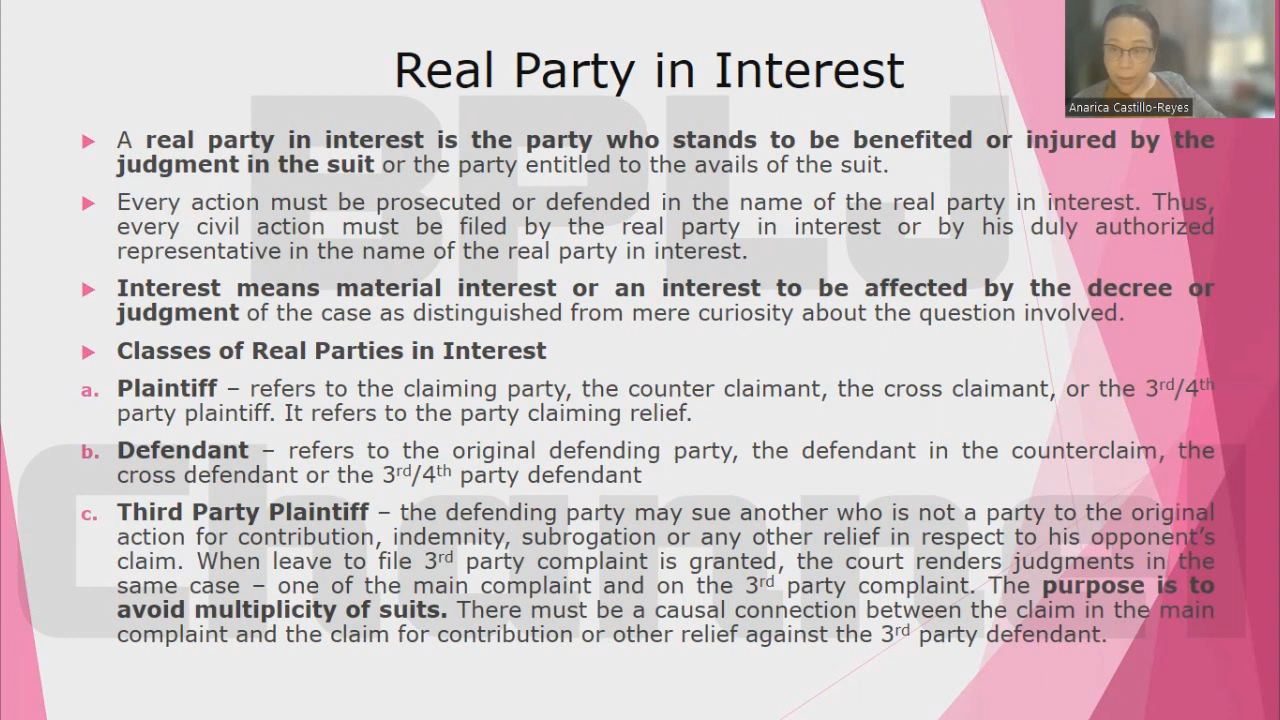 Real Party in Interest
Anarica Castillo-Reyes
A real party in interest is the party who stands to be benefited or injured by the
judgment in the suit or the party entitled to the avails of the suit.
Every action must be prosecuted or defended in the name of the real party in interest. Thus,
every civil action must be filed by the real party in interest or by his duly authorized
representative in the name of the real party in interest.
Interest means material interest or an interest to be affected by the decree or
judgment of the case as distinguished from mere curiosity about the question involved.
Classes of Real Parties in Interest
a. Plaintiff – refers to the claiming party, the counter claimant, the cross claimant, or the 3rd/4th
party plaintiff. It refers to the party claiming relief.
b. Defendant – refers to the original defending party, the defendant in the counterclaim, the
cross defendant or the 3rd/4th party defendant
c. Third Party Plaintiff – the defending party may sue another who is not a party to the original
action for contribution, indemnity, subrogation or any other relief in respect to his opponent's
claim. When leave to file 3rd party complaint is granted, the court renders judgments in the
same case – one of the main complaint and on the 3rd party complaint. The purpose is to
avoid multiplicity of suits. There must be a causal connection between the claim in the main
complaint and the claim for contribution or other relief against the 3rd party defendant.
BPLJ
Channel